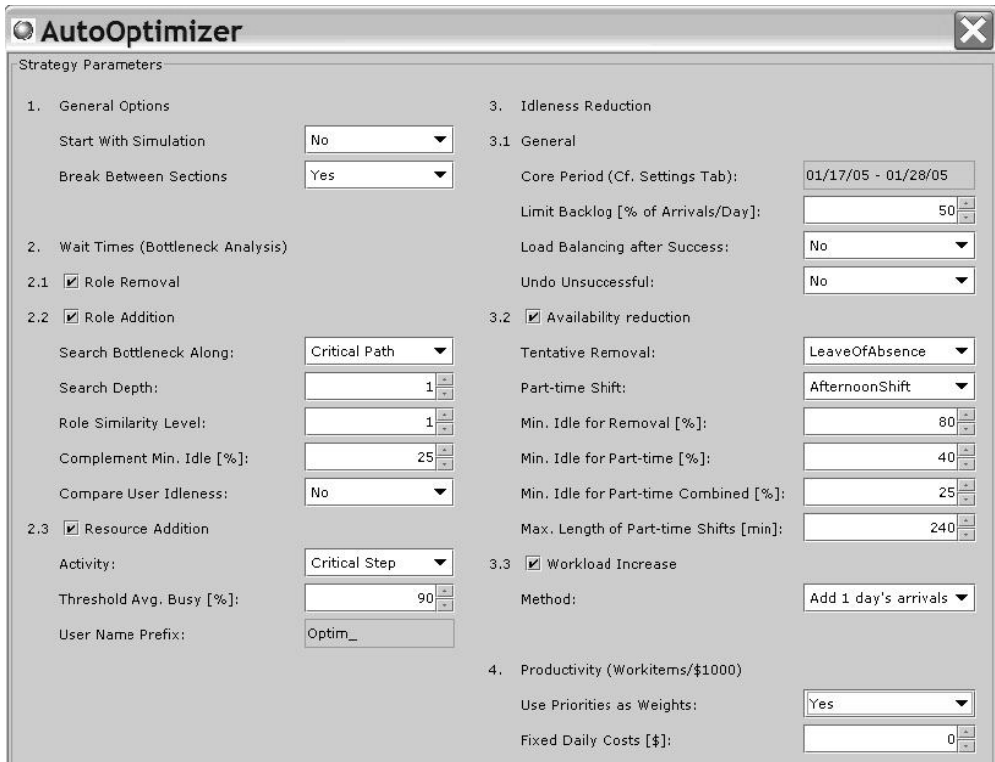 AutoOptimizer
Strategy Parameters
1. General Options
Start With Simulation No
Break Between Sections Yes
2. Wait Times (Bottleneck Analysis)
2.1 Role Removal
2.2 Role Addition
Search Bottleneck Along: Critical Path
Search Depth: 1
Role Similarity Level: 1
Complement Min. Idle [%]: 25
Compare User Idleness: No
2.3 Resource Addition
Activity: Critical Step
Threshold Avg. Busy [%]: 90
User Name Prefix: Optim_
3. Idleness Reduction
3.1 General
Core Period (Cf. Settings Tab): 01/17/05 - 01/28/05
Limit Backlog [% of Arrivals/Day]: 50
Load Balancing after Success: No
Undo Unsuccessful: No
3.2 Availability reduction
Tentative Removal: LeaveOfAbsence
Part-time Shift: AfternoonShift
Min. Idle for Removal [%]: 80
Min. Idle for Part-time [%]: 40
Min. Idle for Part-time Combined [%]: 25
Max. Length of Part-time Shifts [min]: 240
3.3 Workload Increase
Method: Add 1 day's arrivals
4. Productivity (Workitems/$1000)
Use Priorities as Weights: Yes
Fixed Daily Costs [$]: 0